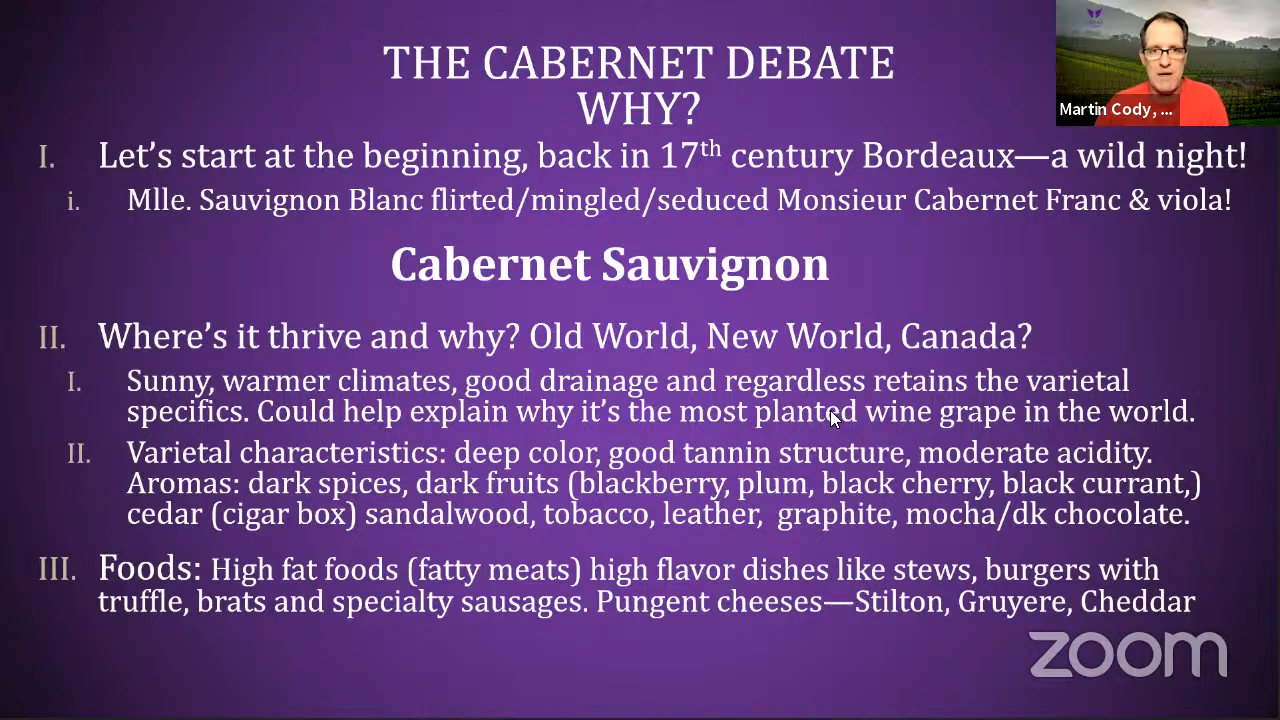 THE CABERNET DEBATE
WHY?
I. Let's start at the beginning, back in 17th century Bordeaux—a wild night!
i. Mlle. Sauvignon Blanc flirted/mingled/seduced Monsieur Cabernet Franc & viola!
Cabernet Sauvignon
II. Where's it thrive and why? Old World, New World, Canada?
I. Sunny, warmer climates, good drainage and regardless retains the varietal
specifics. Could help explain why it's the most planted wine grape in the world.
II. Varietal characteristics: deep color, good tannin structure, moderate acidity.
Aromas: dark spices, dark fruits (blackberry, plum, black cherry, black currant,)
cedar (cigar box) sandalwood, tobacco, leather, graphite, mocha/dk chocolate.
III. Foods: High fat foods (fatty meats) high flavor dishes like stews, burgers with
truffle, brats and specialty sausages. Pungent cheeses—Stilton, Gruyere, Cheddar
Martin Cody, ...
zoom